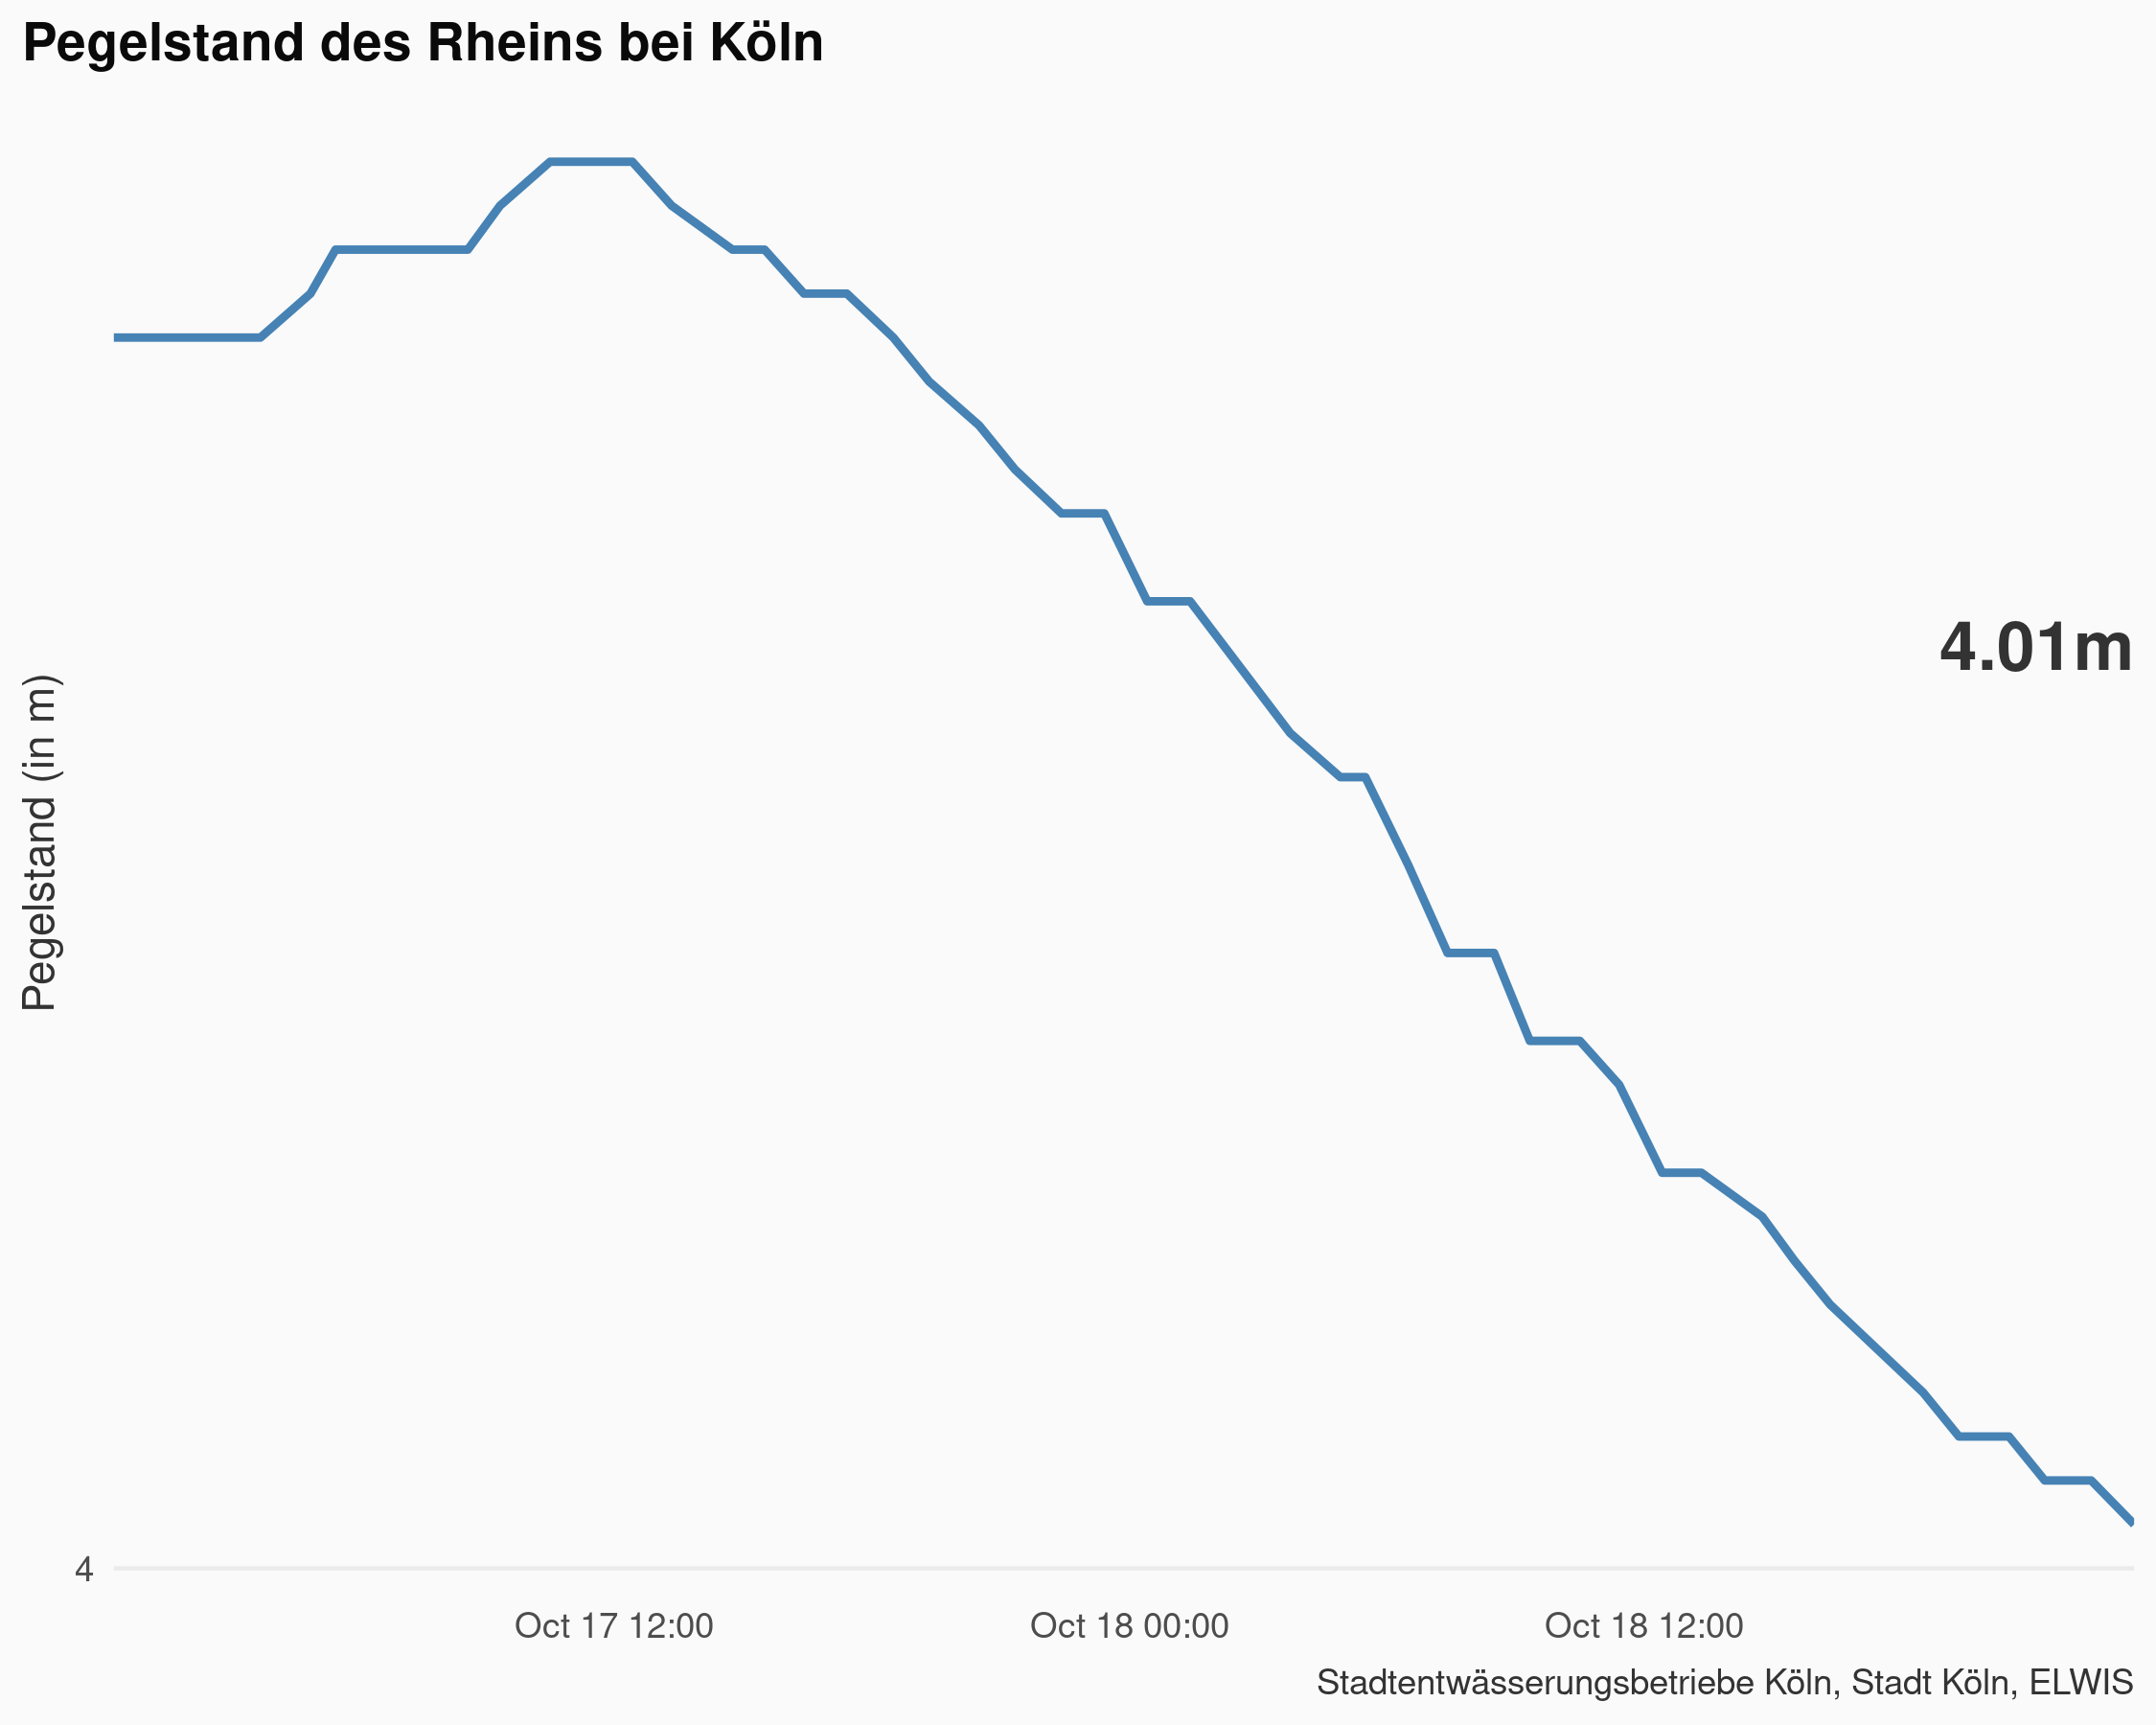 Pegelstand des Rheins bei Köln
Pegelstand (in m)
4.01m
4
Oct 17 12:00
Oct 18 00:00
Oct 18 12:00
Stadtentwässerungsbetriebe Köln, Stadt Köln, ELWIS